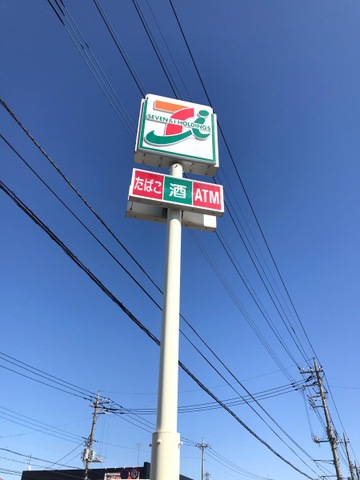 SEVEN & i HOLDINGS
たばこ 酒 ATM